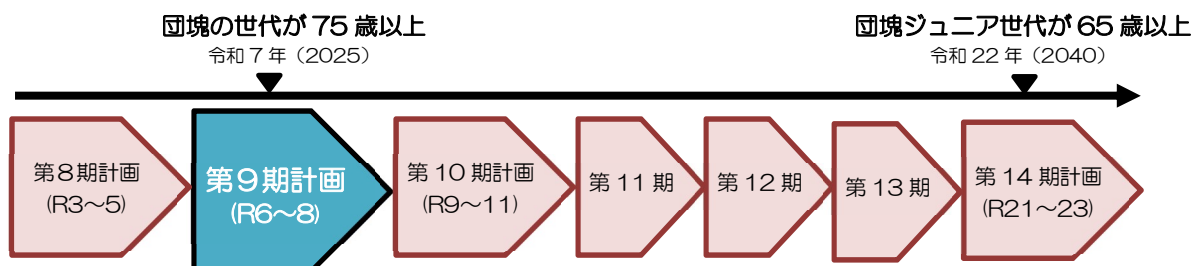 団塊の世代が 75 歳以上
令和 7 年（2025）
団塊ジュニア世代が 65 歳以上
令和 22 年（2040）
第8期計画
(R3～5)
第9期計画
(R6～8)
第 10 期計画
(R9～11)
第 11 期
第 12 期
第 13 期
第 14 期計画
(R21～23)